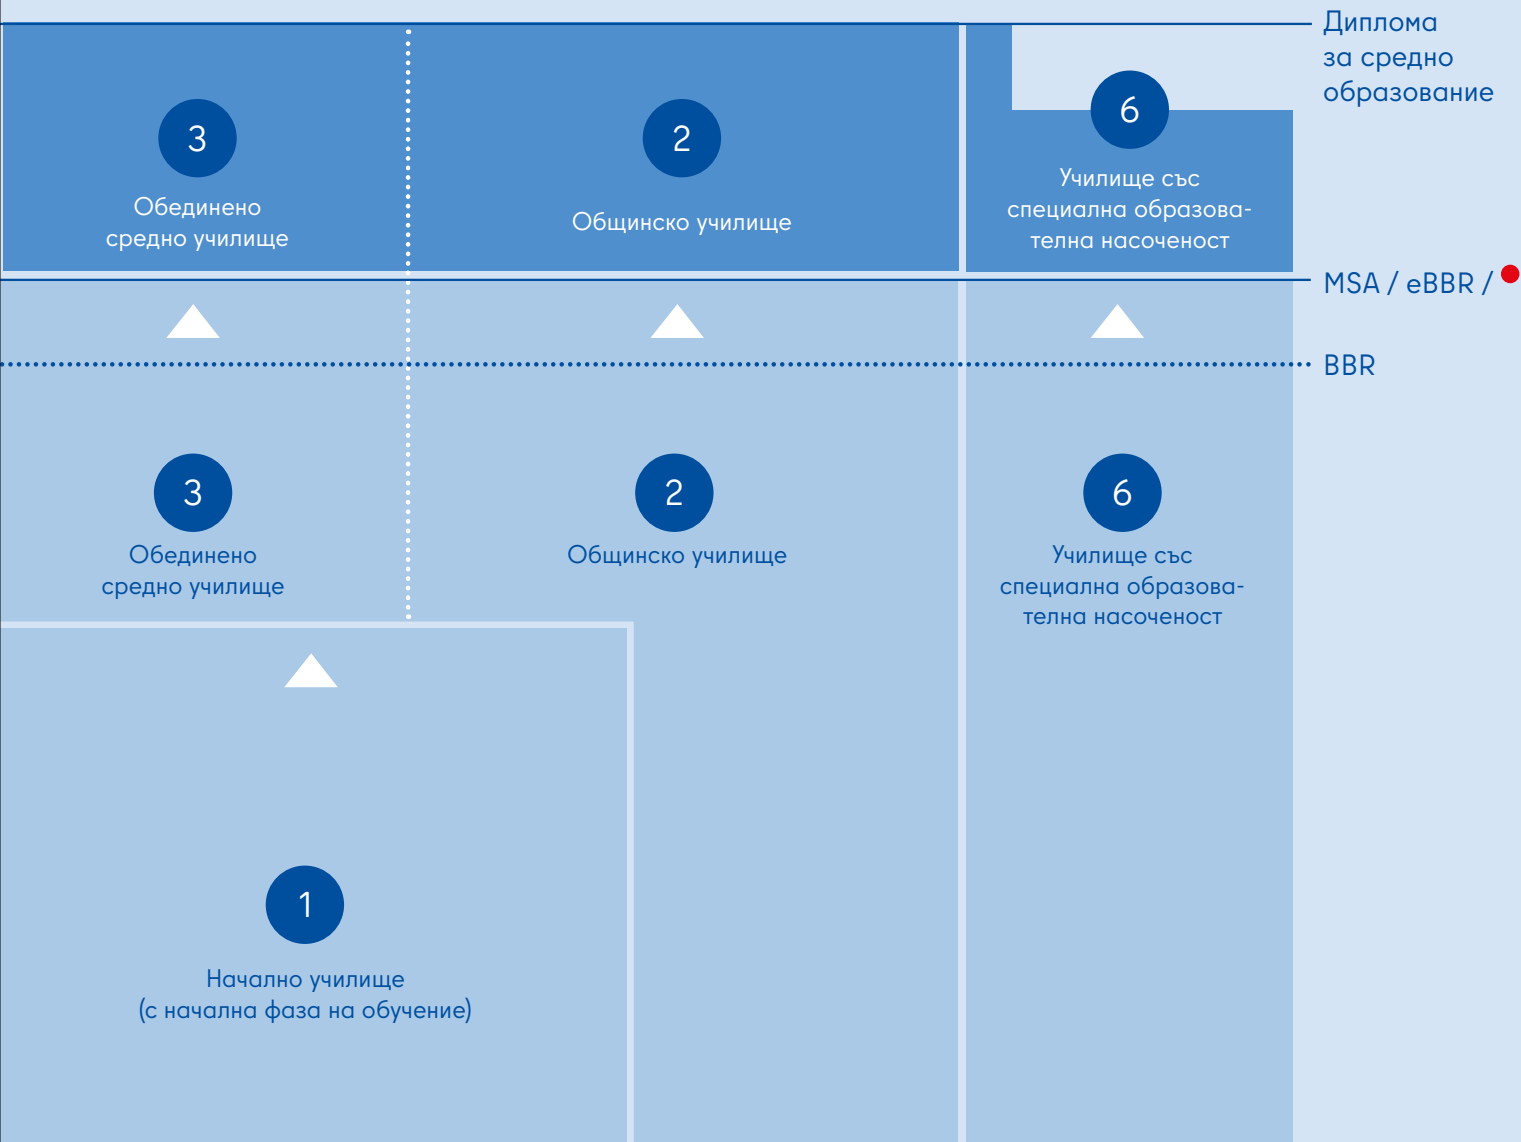 Диплома
за средно
образование
3
Обединено
средно училище
2
Общинско училище
6
Училище със
специална образова-
телна насоченост
MSA / eBBR /
BBR
3
Обединено
средно училище
2
Общинско училище
6
Училище със
специална образова-
телна насоченост
1
Начално училище
(с начална фаза на обучение)